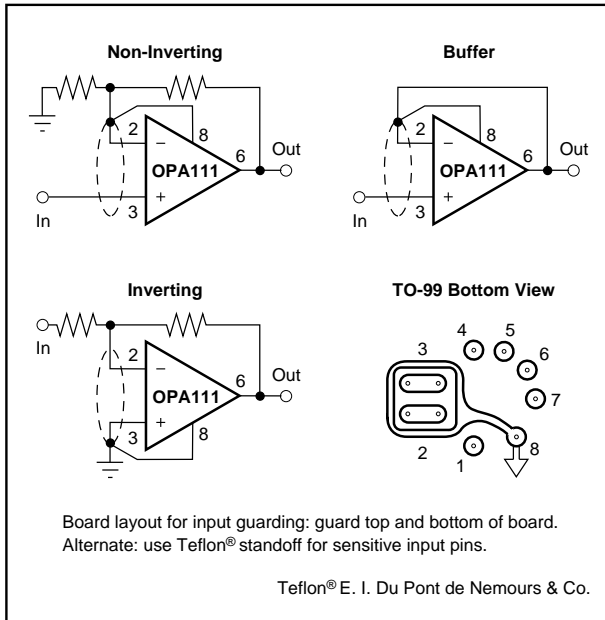 Non-Inverting
2
8
−
OPA111
6
Out
+
In
3
Buffer
2
8
−
OPA111
6
Out
+
In
3
Inverting
In
2
−
6
Out
OPA111
+
3
8
TO-99 Bottom View
4
5
3
6
7
2
1
8
Board layout for input guarding: guard top and bottom of board.
Alternate: use Teflon® standoff for sensitive input pins.
Teflon® E. I. Du Pont de Nemours & Co.